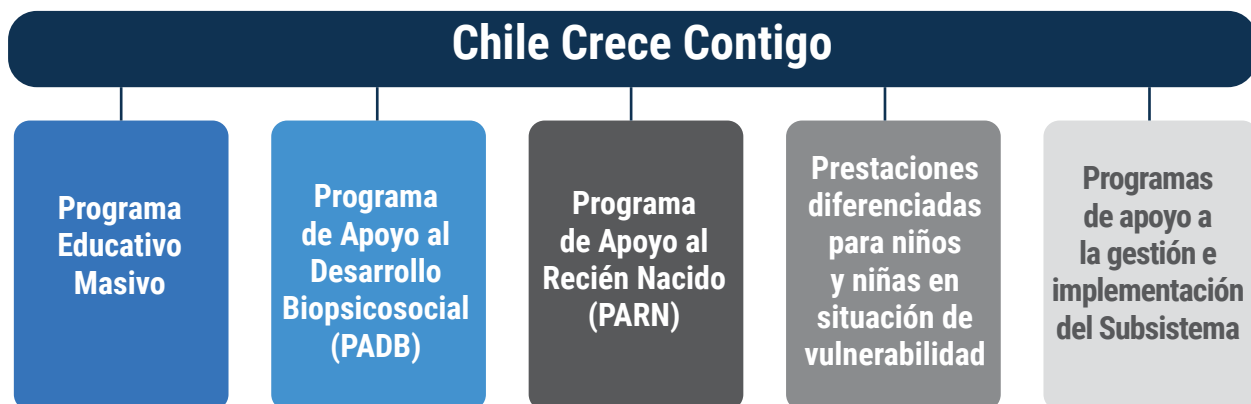 Chile Crece Contigo
Programa
Educativo
Masivo
Programa
de Apoyo al
Desarrollo
Biopsicosocial
(PADB)
Programa
de Apoyo al
Recién Nacido
(PARN)
Prestaciones
diferenciadas
para niños
y niñas en
situación de
vulnerabilidad
Programas
de apoyo a
la gestión e
implementación
del Subsistema